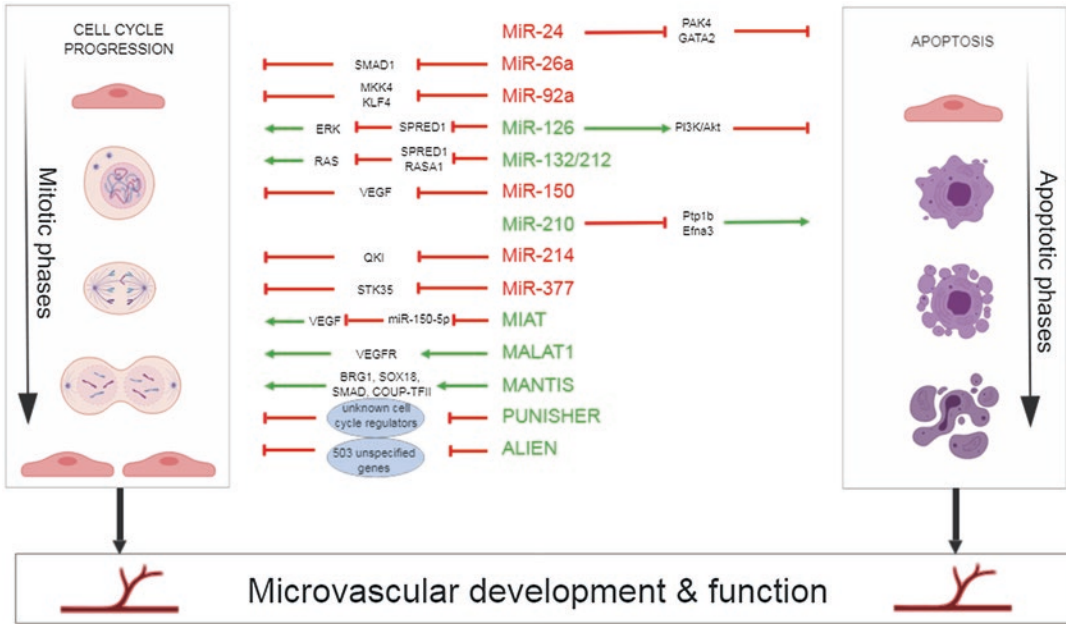 CELL CYCLE
PROGRESSION
Mitotic phases
MiR-24
PAK4
GATA2
SMAD1
MiR-26a
MKK4
KLF4
MiR-92a
ERK
SPRED1
MiR-126
PI3K/Akt
RAS
SPRED1
RASA1
MiR-132/212
VEGF
MiR-150
MiR-210
Ptp1b
Efna3
QKI
MiR-214
STK35
MiR-377
VEGF
miR-150-5p
MIAT
VEGFR
MALAT1
BRG1, SOX18,
SMAD, COUP-TFII
MANTIS
unknown cell
cycle regulators
PUNISHER
503 unspecified
genes
ALIEN
APOPTOSIS
Apoptotic phases
Microvascular development & function